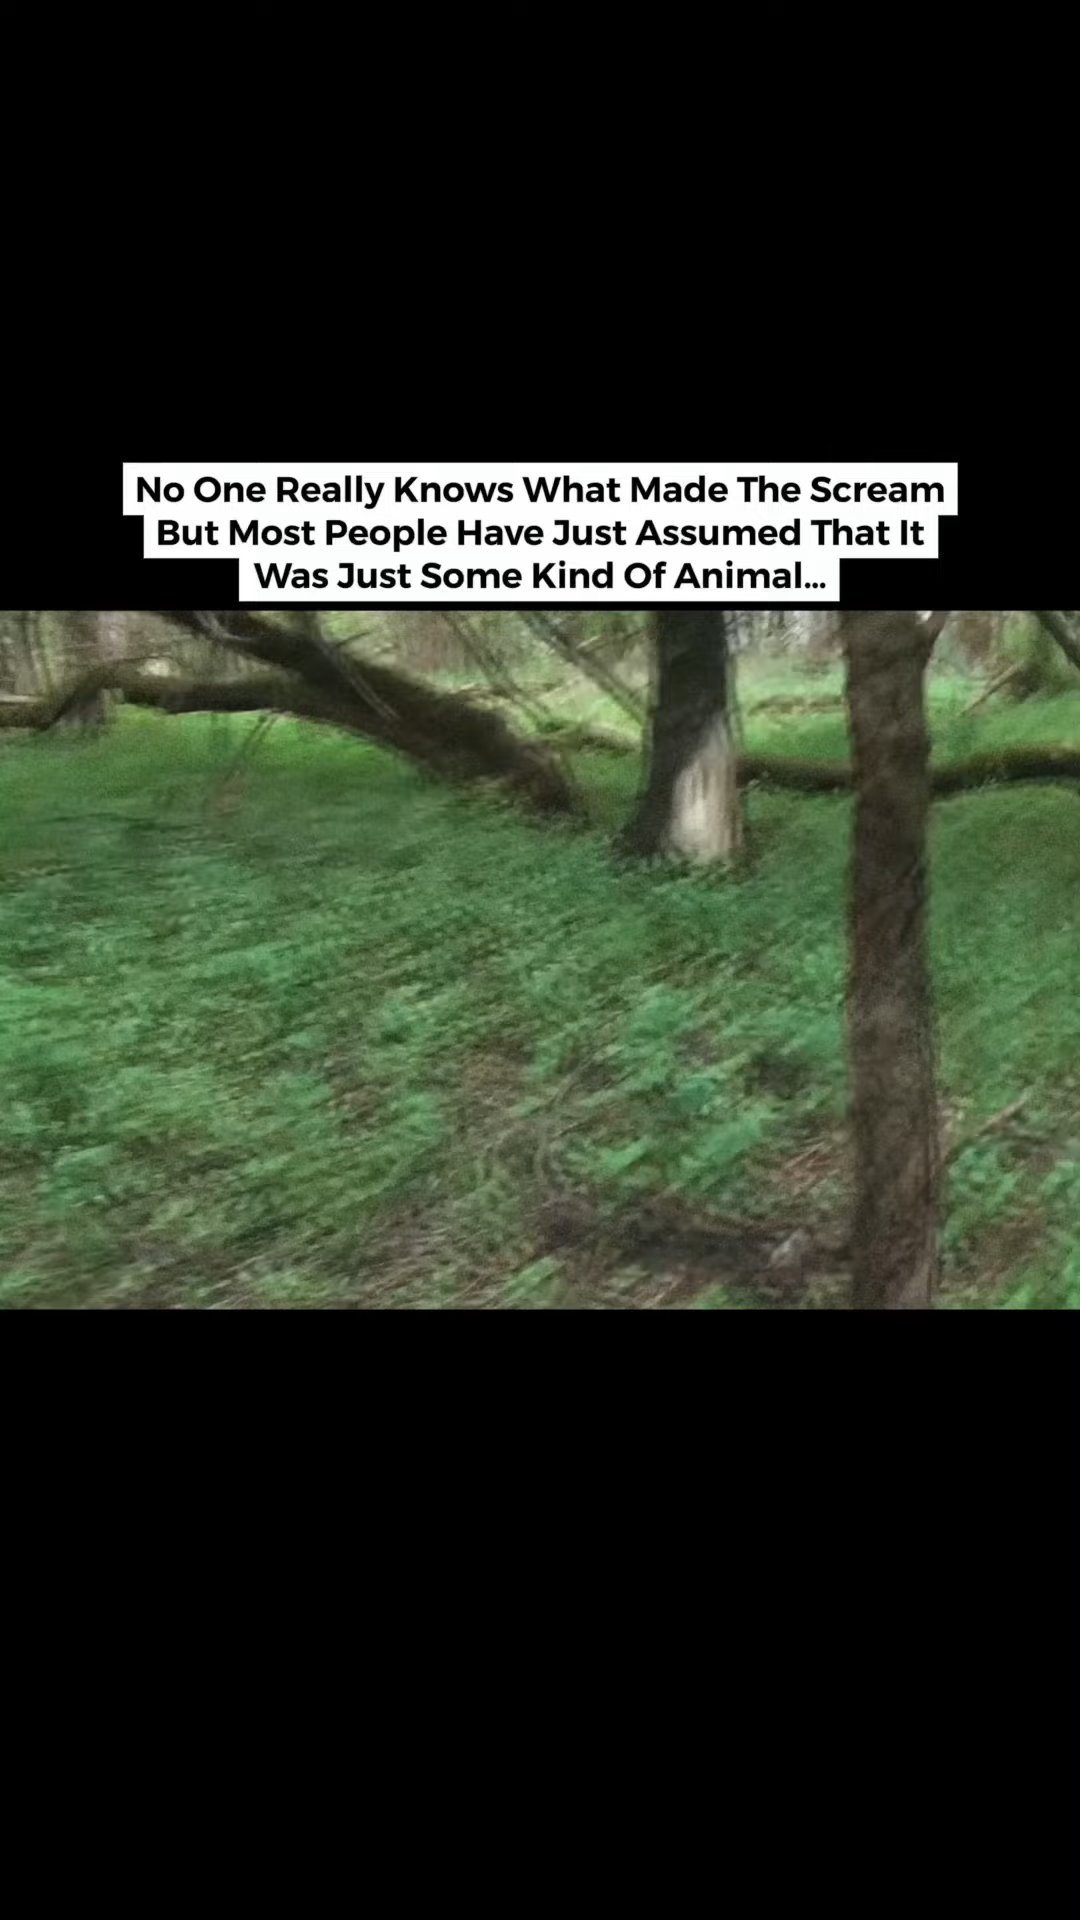 No One Really Knows What Made The Scream
But Most People Have Just Assumed That It
Was Just Some Kind Of Animal...